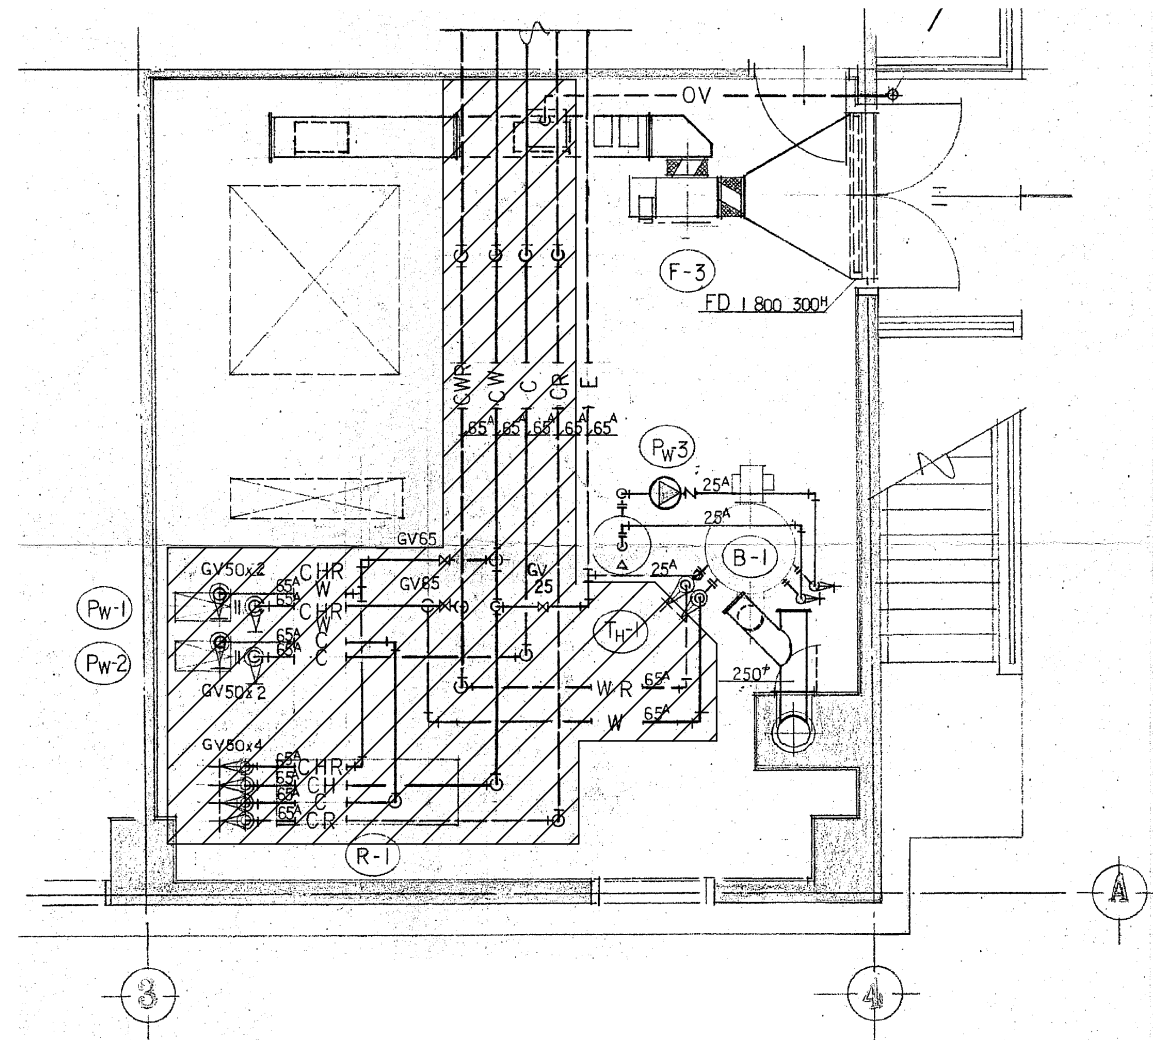 OV
F-3
FD 1 800 300H
CWR
CW
C
CR
E
65A 65A 65A 65A 65A
Pw-3
25A
25A
GV65
GV50x2
65A CHR
W
65A CHR
W
GV65
GV
25
25A
B-1
Pw-1
Pw-2
65A C
65A C
GV50x2
TH-1
WR 65A
W 65A
250φ
GV50x4
65A CHR
65A CH
65A C
65A CR
R-1
A
3
4